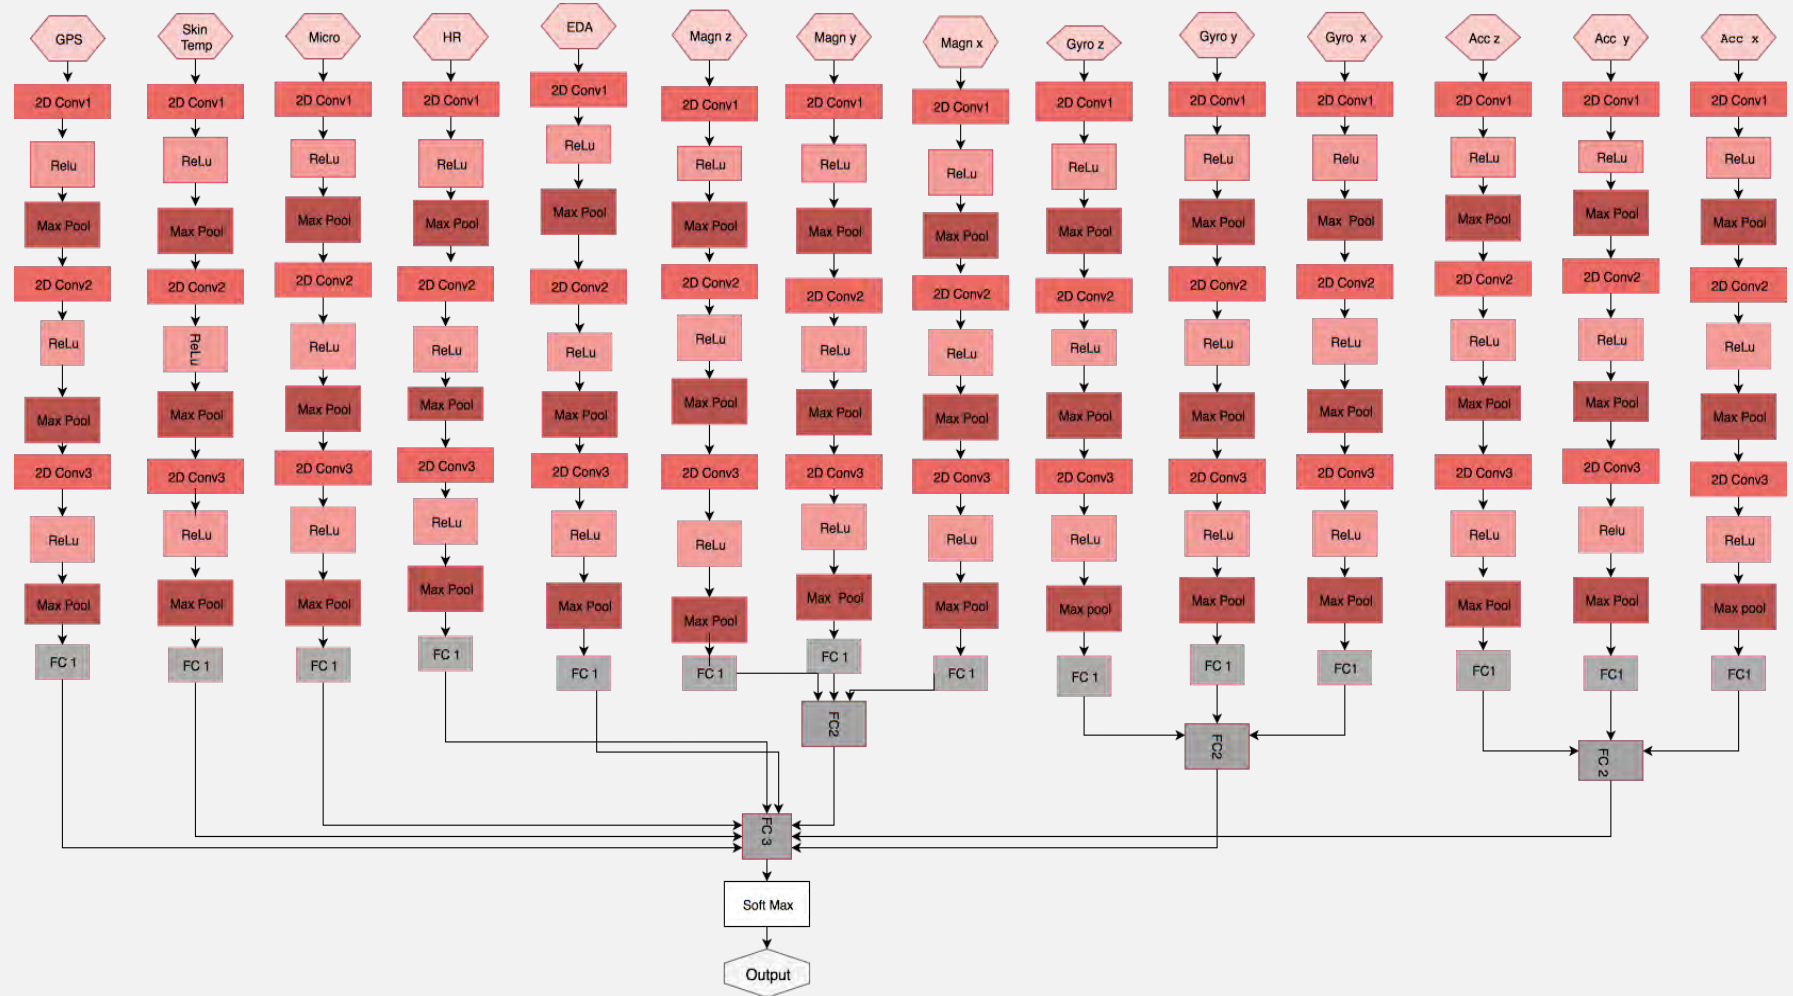 GPS
Skin
Temp
Micro
HR
EDA
Magn z
Magn y
Magn x
Gyro z
Gyro y
Gyro x
Acc z
Acc y
Acc x
2D Conv1
2D Conv1
2D Conv1
2D Conv1
2D Conv1
2D Conv1
2D Conv1
2D Conv1
2D Conv1
2D Conv1
2D Conv1
2D Conv1
2D Conv1
2D Conv1
Relu
ReLu
ReLu
ReLu
ReLu
ReLu
ReLu
ReLu
ReLu
ReLu
Relu
ReLu
ReLu
ReLu
Max Pool
Max Pool
Max Pool
Max Pool
Max Pool
Max Pool
Max Pool
Max Pool
Max Pool
Max Pool
Max Pool
Max Pool
Max Pool
Max Pool
2D Conv2
2D Conv2
2D Conv2
2D Conv2
2D Conv2
2D Conv2
2D Conv2
2D Conv2
2D Conv2
2D Conv2
2D Conv2
2D Conv2
2D Conv2
2D Conv2
ReLu
ReLu
ReLu
ReLu
ReLu
ReLu
ReLu
ReLu
ReLu
ReLu
ReLu
ReLu
ReLu
ReLu
Max Pool
Max Pool
Max Pool
Max Pool
Max Pool
Max Pool
Max Pool
Max Pool
Max Pool
Max Pool
Max Pool
Max Pool
Max Pool
Max Pool
2D Conv3
2D Conv3
2D Conv3
2D Conv3
2D Conv3
2D Conv3
2D Conv3
2D Conv3
2D Conv3
2D Conv3
2D Conv3
2D Conv3
2D Conv3
2D Conv3
ReLu
ReLu
ReLu
ReLu
ReLu
ReLu
ReLu
ReLu
ReLu
ReLu
ReLu
ReLu
Relu
ReLu
Max Pool
Max Pool
Max Pool
Max Pool
Max Pool
Max Pool
Max Pool
Max Pool
Max pool
Max Pool
Max Pool
Max Pool
Max Pool
Max pool
FC 1
FC 1
FC 1
FC 1
FC 1
FC 1
FC 1
FC 1
FC 1
FC 1
FC1
FC1
FC1
FC1
FC2
FC2
FC 2
FC 3
Soft Max
Output